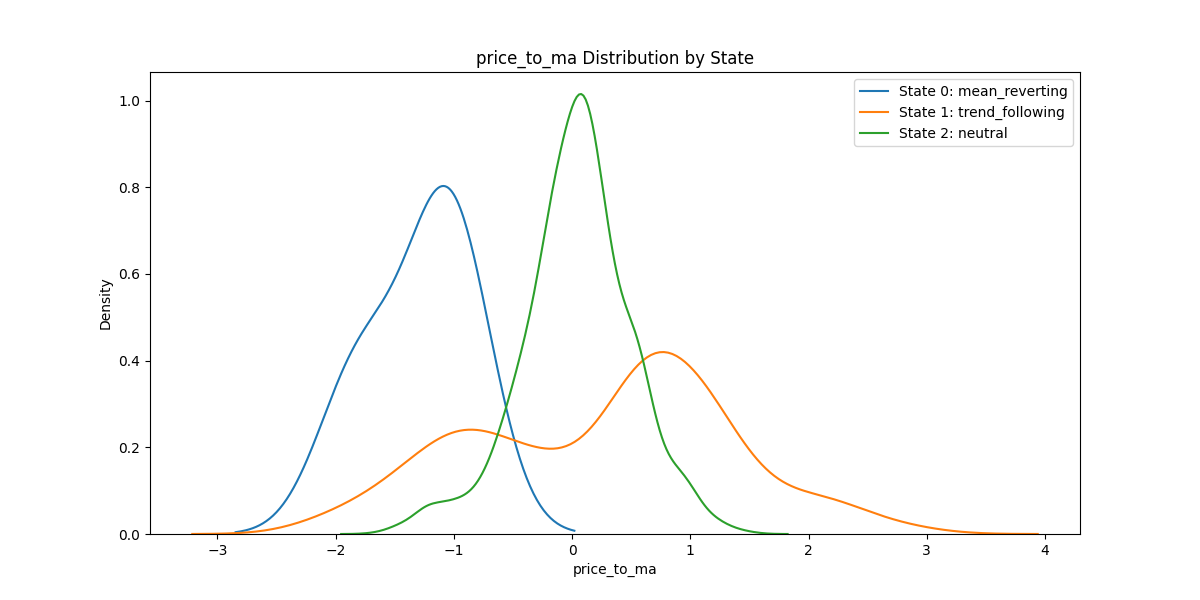 price_to_ma Distribution by State
State 0: mean_reverting
State 1: trend_following
State 2: neutral
Density
1.0
0.8
0.6
0.4
0.2
0.0
−3
−2
−1
0
1
2
3
4
price_to_ma